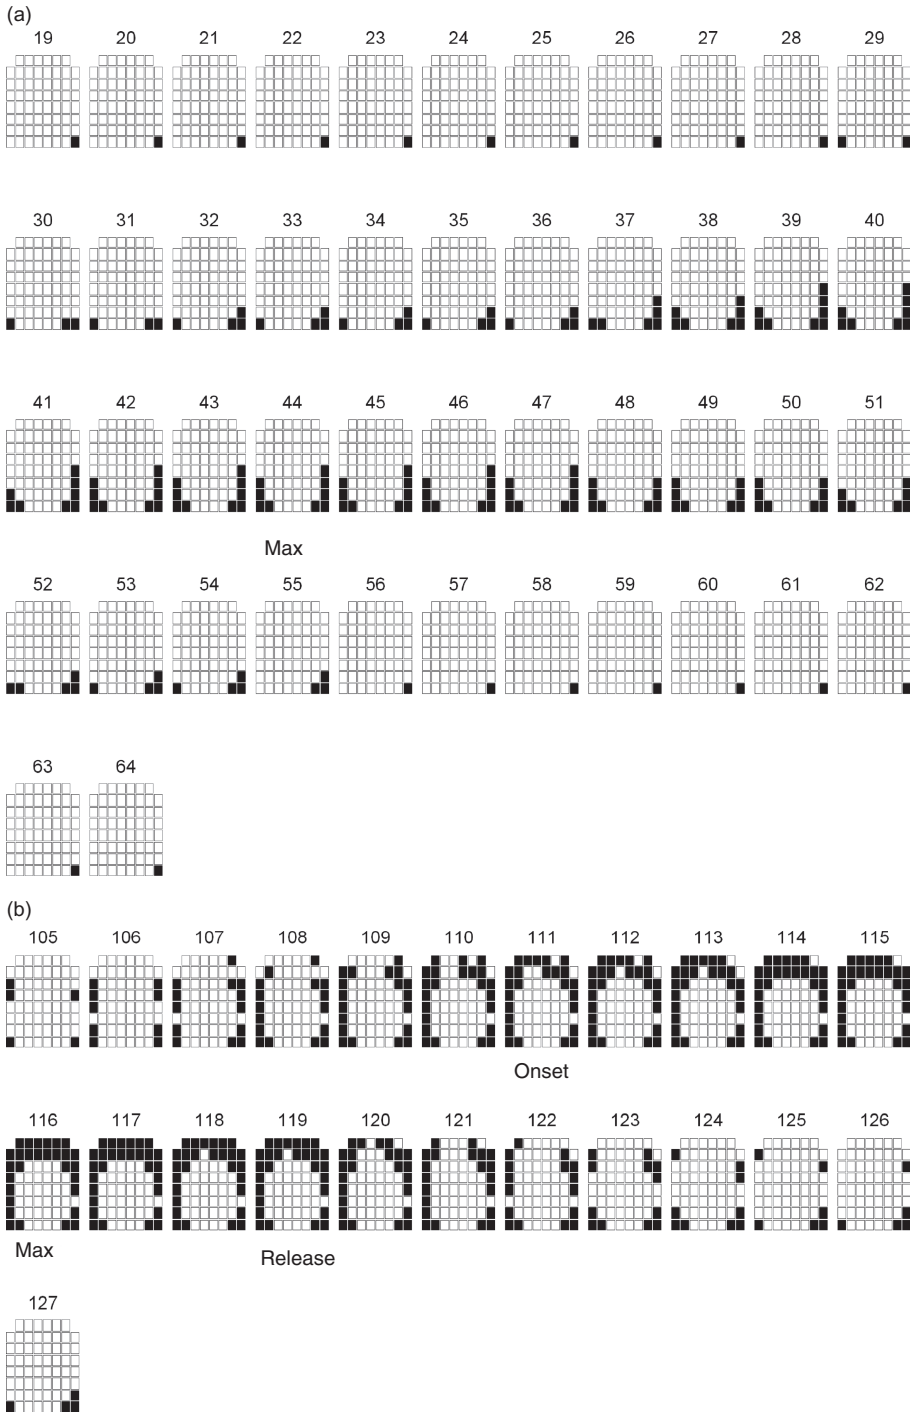 (a)
19 20 21 22 23 24 25 26 27 28 29
30 31 32 33 34 35 36 37 38 39 40
41 42 43 44 45 46 47 48 49 50 51
Max
52 53 54 55 56 57 58 59 60 61 62
63 64
(b)
105 106 107 108 109 110 111 112 113 114 115
Onset
116 117 118 119 120 121 122 123 124 125 126
Max
Release
127